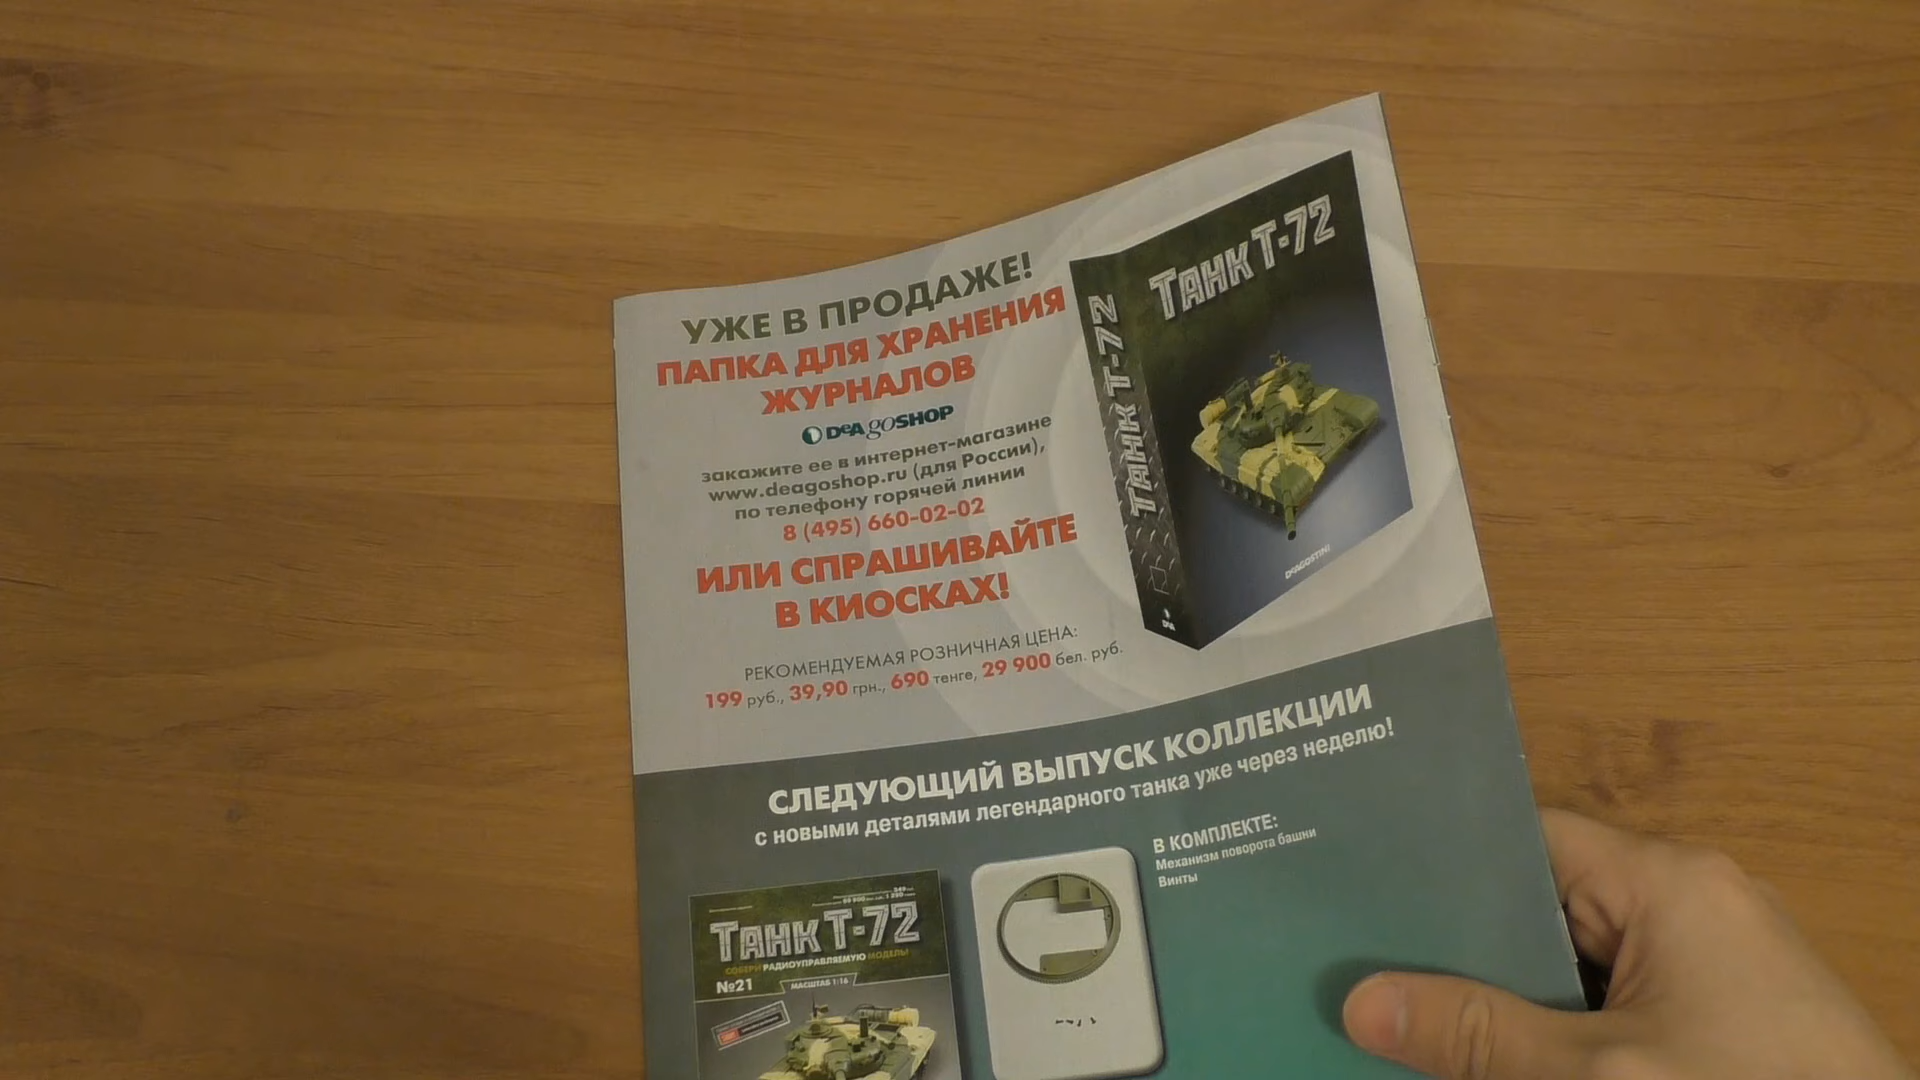 УЖЕ В ПРОДАЖЕ!
ПАПКА ДЛЯ ХРАНЕНИЯ
ЖУРНАЛОВ
DeAgoSHOP
закажите ее в интернет-магазине
www.deagoshop.ru (для России),
по телефону горячей линии
8 (495) 660-02-02
ИЛИ СПРАШИВАЙТЕ
В КИОСКАХ!
РЕКОМЕНДУЕМАЯ РОЗНИЧНАЯ ЦЕНА:
199 руб., 39,90 грн., 690 тенге, 29 900 бел. руб.
ТАНК Т-72
ТАНК Т-72
DeAGOSTINI
DeA
СЛЕДУЮЩИЙ ВЫПУСК КОЛЛЕКЦИИ
с новыми деталями легендарного танка уже через неделю!
В КОМПЛЕКТЕ:
Механизм поворота башни
Винты
ТАНК Т-72
СОБЕРИ РАДИОУПРАВЛЯЕМУЮ МОДЕЛЬ!
№21
МАСШТАБ 1:16